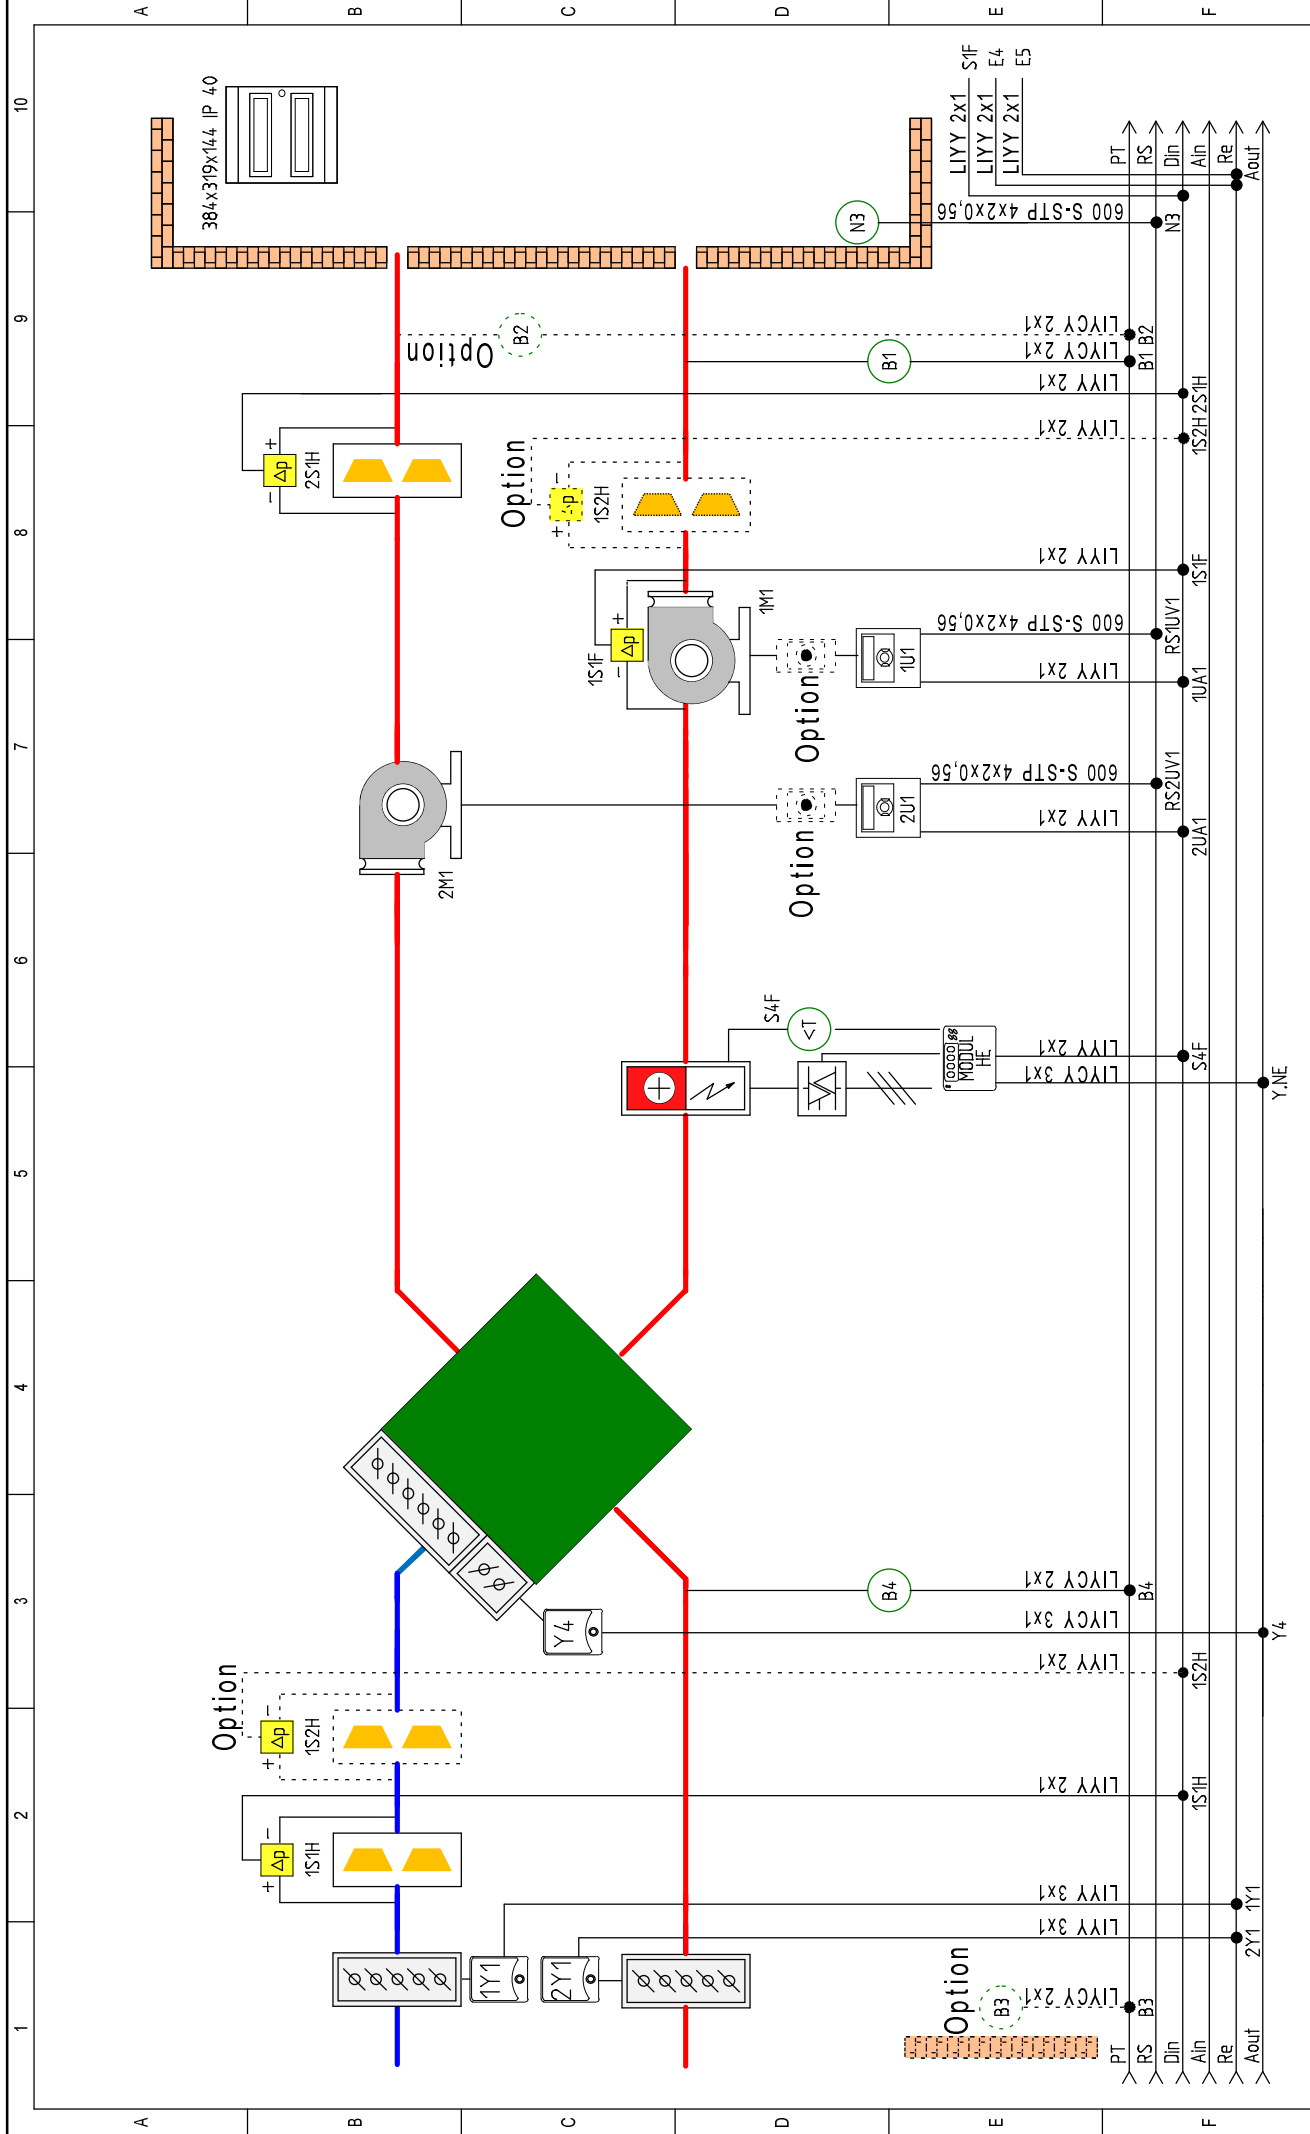 A
B
C
D
E
F
10
9
8
7
6
5
4
3
2
1
384x319x144 IP 40
S1F
E4
E5
LIYY 2x1
LIYY 2x1
LIYY 2x1
PT
RS
Din
Ain
Re
Aout
N3
600 S-STP 4x2x0,56
N3
Option
B2
LIYCY 2x1
B2
B1
LIYCY 2x1
B1
LIYY 2x1
2S1H
- Δp +
2S1H
Option
LIYY 2x1
1S2H
+ Δp -
1S2H
LIYY 2x1
1S1F
- Δp +
1S1F
1M1
Option
1U1
600 S-STP 4x2x0,56
RS1UV1
LIYY 2x1
1UA1
2M1
Option
2U1
600 S-STP 4x2x0,56
RS2UV1
LIYY 2x1
2UA1
S4F
<T
MODUL
HE
LIYY 2x1
S4F
LIYCY 3x1
Y.NE
B4
LIYCY 2x1
B4
Y4
LIYCY 3x1
Y4
Option
LIYY 2x1
1S2H
+ Δp -
1S2H
LIYY 2x1
1S1H
+ Δp -
1S1H
1Y1
LIYY 3x1
1Y1
2Y1
LIYY 3x1
2Y1
Option
B3
LIYCY 2x1
B3
PT
RS
Din
Ain
Re
Aout
A
B
C
D
E
F